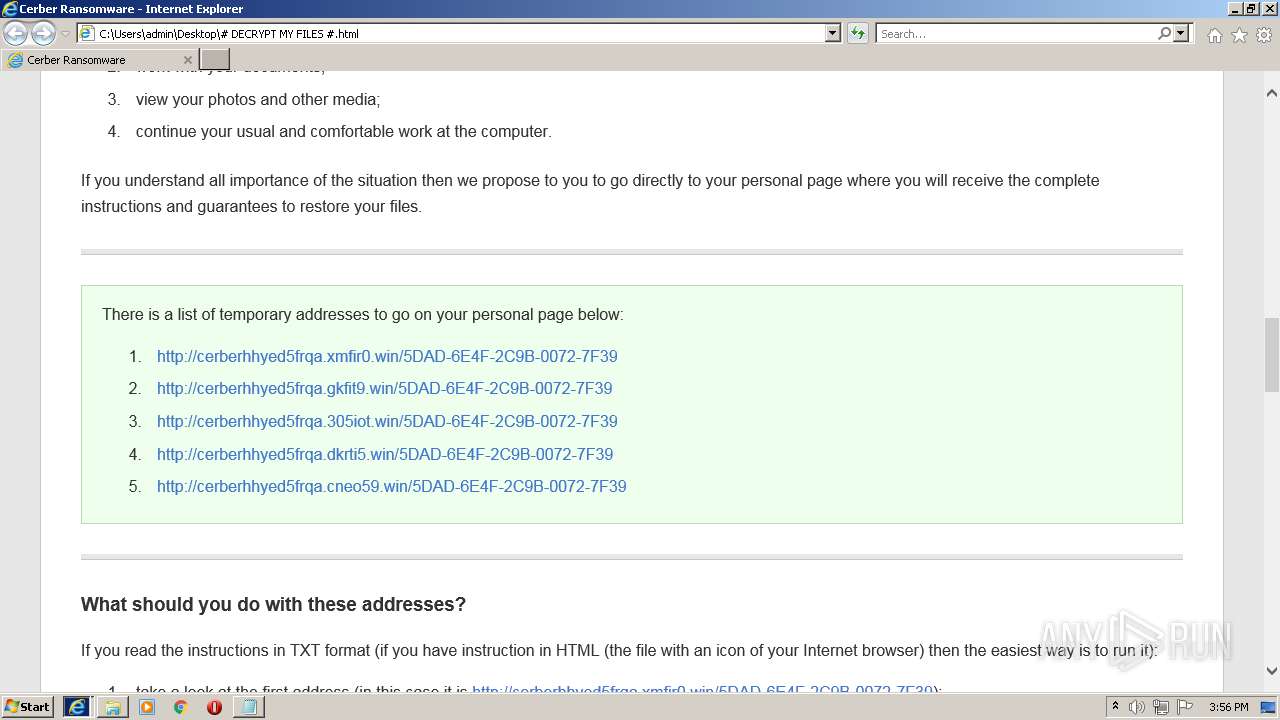 Cerber Ransomware - Internet Explorer
C:\Users\admin\Desktop\# DECRYPT MY FILES #.html
Search...
Cerber Ransomware
3. view your photos and other media;
4. continue your usual and comfortable work at the computer.
If you understand all importance of the situation then we propose to you to go directly to your personal page where you will receive the complete
instructions and guarantees to restore your files.
There is a list of temporary addresses to go on your personal page below:
1. http://cerberhhyed5frqa.xmfir0.win/5DAD-6E4F-2C9B-0072-7F39
2. http://cerberhhyed5frqa.gkfit9.win/5DAD-6E4F-2C9B-0072-7F39
3. http://cerberhhyed5frqa.305iot.win/5DAD-6E4F-2C9B-0072-7F39
4. http://cerberhhyed5frqa.dkrti5.win/5DAD-6E4F-2C9B-0072-7F39
5. http://cerberhhyed5frqa.cneo59.win/5DAD-6E4F-2C9B-0072-7F39
What should you do with these addresses?
If you read the instructions in TXT format (if you have instruction in HTML (the file with an icon of your Internet browser) then the easiest way is to run it):
1. take a look at the first address (in this case it is http://cerberhhyed5frqa.xmfir0.win/5DAD-6E4F-2C9B-0072-7F39);
ANY RUN
Start
3:56 PM